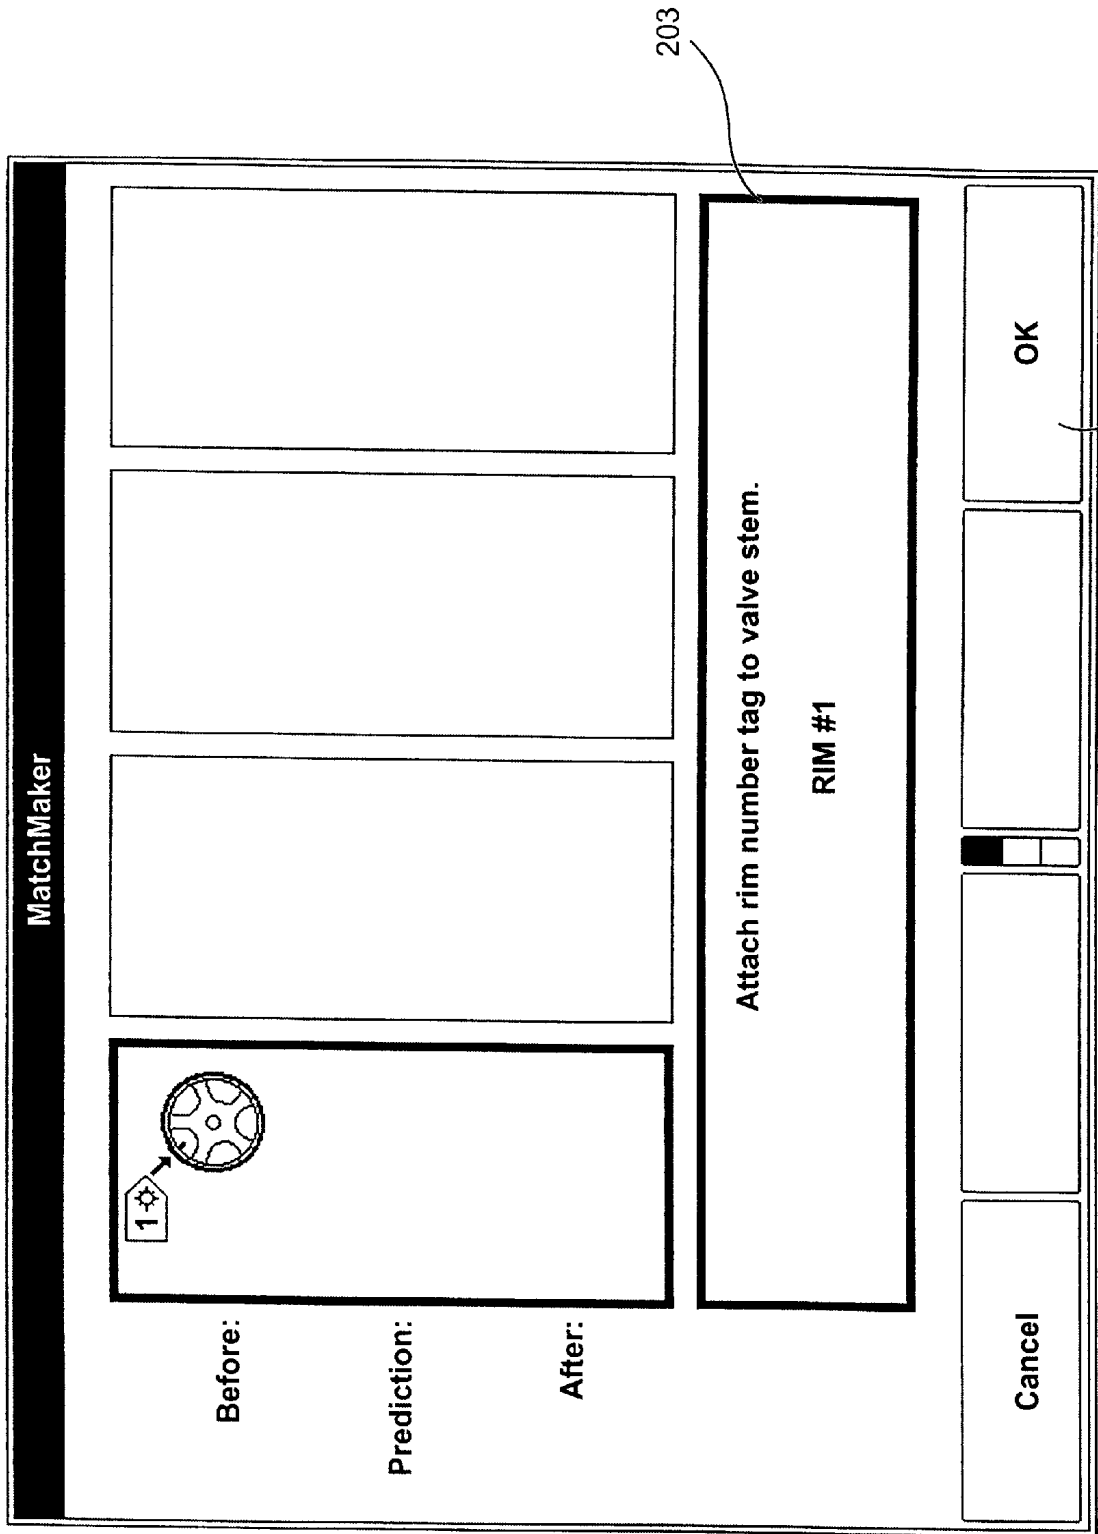 MatchMaker
Before:
1
Prediction:
After:
Attach rim number tag to valve stem.
RIM #1
203
Cancel
OK